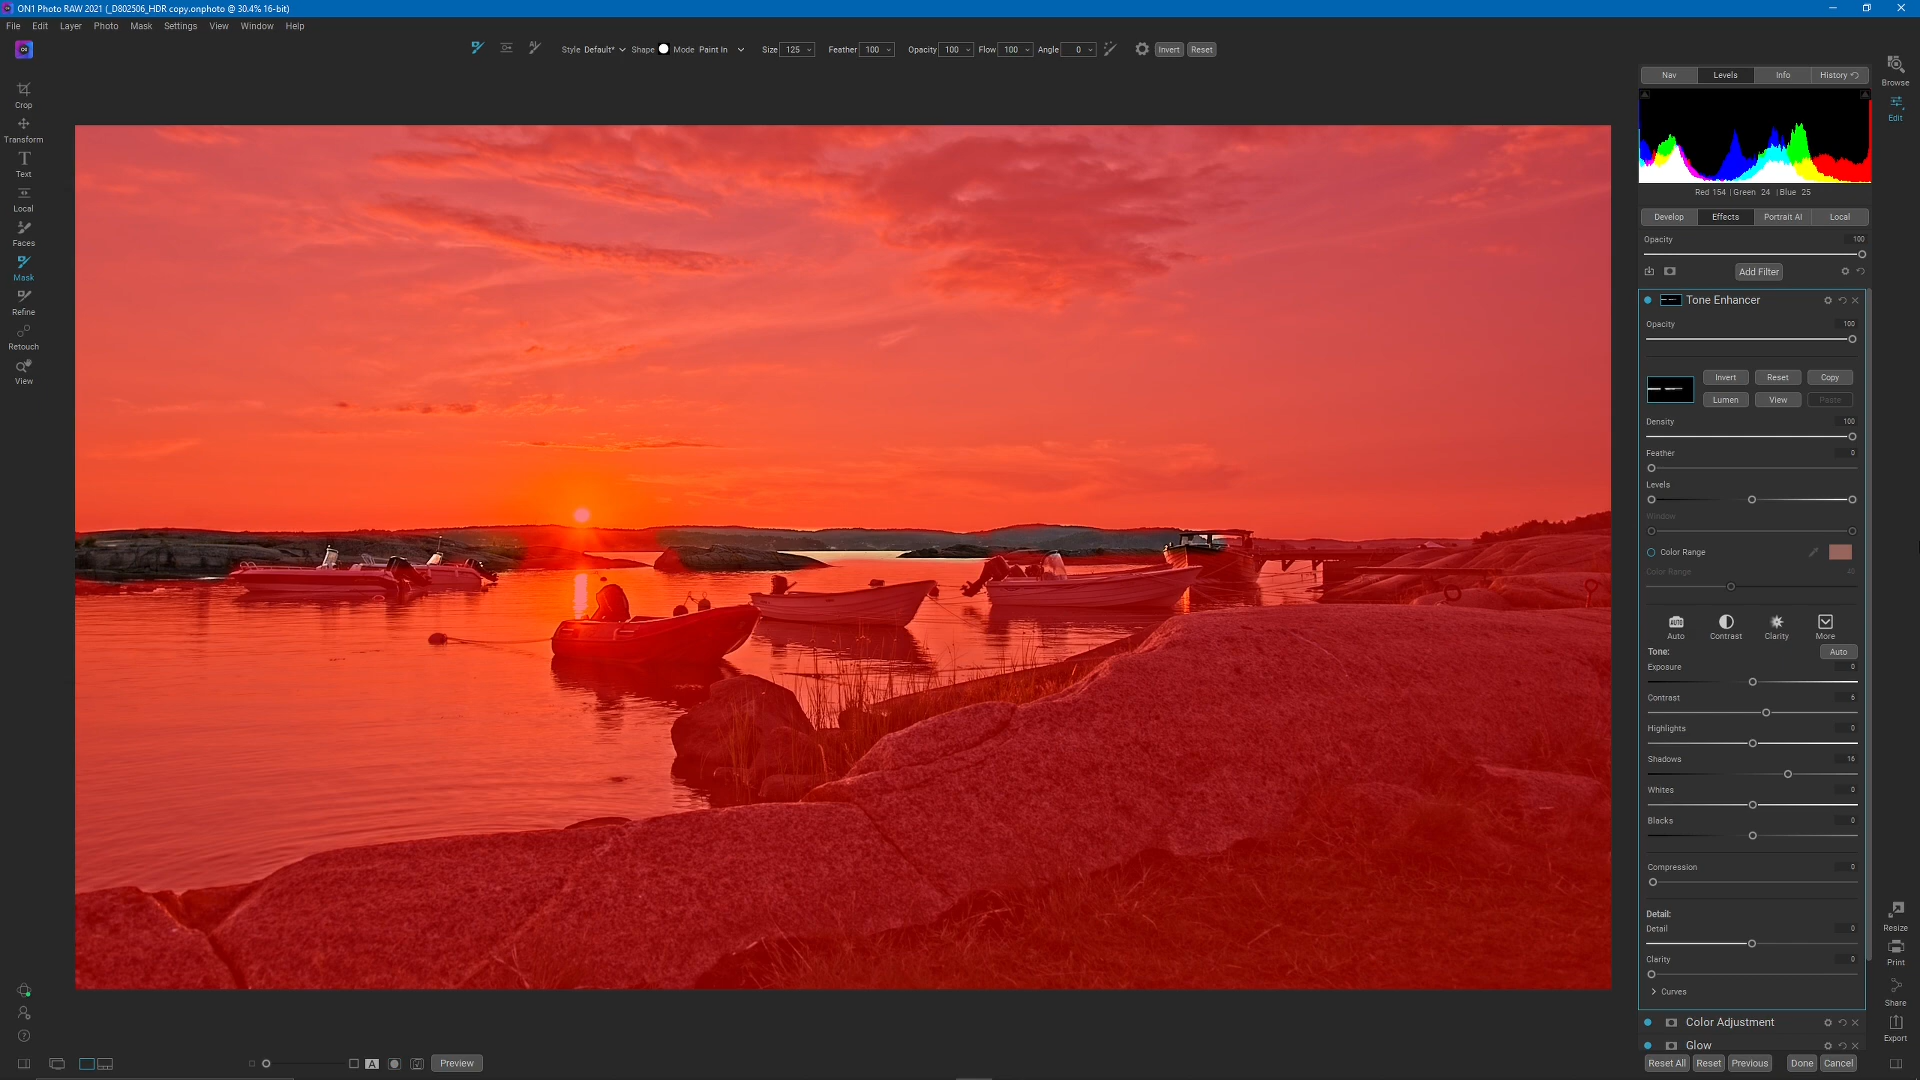 ON1 Photo RAW 2021 (_D802506_HDR copy.onphoto @ 30.4% 16-bit)
File Edit Layer Photo Mask Settings View Window Help
Style Default* Shape Mode Paint In Size 125 Feather 100 Opacity 100 Flow 100 Angle 0 Invert Reset
Crop
Transform
Text
Local
Faces
Mask
Refine
Retouch
View
Nav Levels Info History
Red 154 | Green 24 | Blue 25
Develop Effects Portrait AI Local
Opacity 100
Add Filter
Tone Enhancer
Opacity 100
Invert Reset Copy
Lumen View Paste
Density 100
Feather 0
Levels
Window
Color Range
Color Range 40
AUTO
Auto Contrast Clarity More
Tone: Auto
Exposure 0
Contrast 6
Highlights 0
Shadows 16
Whites 0
Blacks 0
Compression 0
Detail:
Detail 0
Clarity 0
Curves
Color Adjustment
Glow
Reset All Reset Previous Done Cancel
Browse
Edit
Resize
Print
Share
Export
A Preview